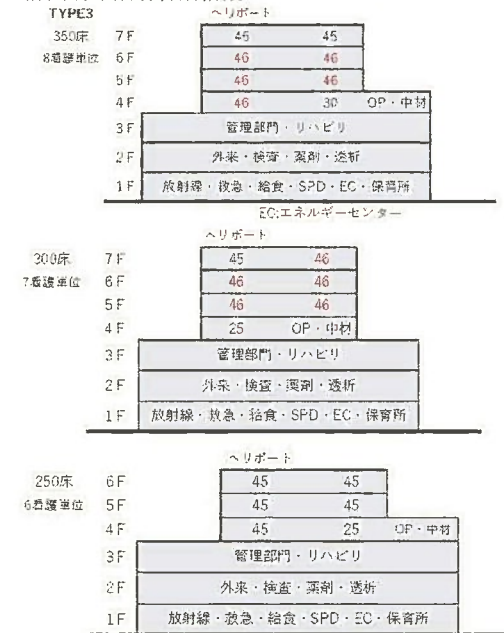 TYPE3 ヘリポート
350床 7F 46 45
8看護単位 6F 46 46
5F 46 46
4F 46 30 OP・中材
3F 管理部門・リハビリ
2F 外来・検査・薬剤・透析
1F 放射線・救急・給食・SPD・EC・保育所
EC:エネルギーセンター
ヘリポート
300床 7F 45 46
7看護単位 6F 46 46
5F 46 46
4F 25 OP・中材
3F 管理部門・リハビリ
2F 外来・検査・薬剤・透析
1F 放射線・救急・給食・SPD・EC・保育所
ヘリポート
250床 6F 45 45
6看護単位 5F 45 45
4F 45 25 OP・中材
3F 管理部門・リハビリ
2F 外来・検査・薬剤・透析
1F 放射線・救急・給食・SPD・EC・保育所